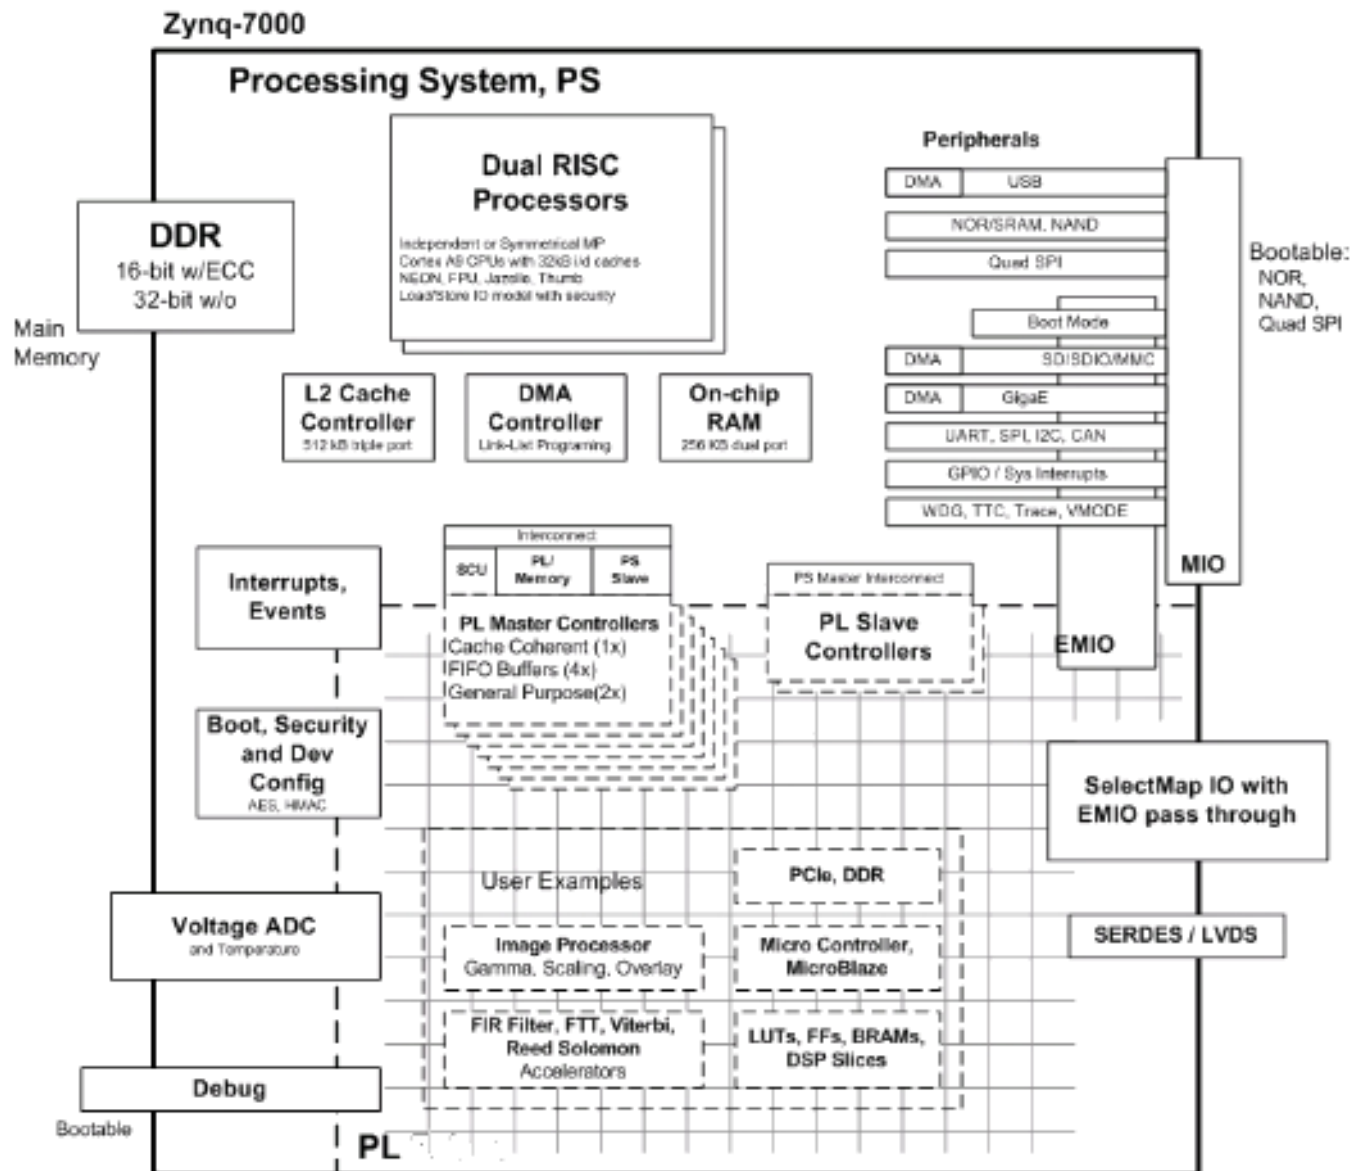 Zynq-7000
Processing System, PS
Dual RISC
Processors
Independent or Symmetrical MP
Cortex A9 CPUs with 32kB i/d caches
NEON, FPU, Jazelle, Thumb
Load/Store IO model with security
Peripherals
DMA USB
NOR/SRAM, NAND
Quad SPI
Boot Mode
DMA SD/SDIO/MMC
DMA GigaE
UART, SPI, I2C, CAN
GPIO / Sys Interrupts
WDG, TTC, Trace, VMODE
MIO
EMIO
Bootable:
NOR,
NAND,
Quad SPI
DDR
16-bit w/ECC
32-bit w/o
Main
Memory
L2 Cache
Controller
512 kB triple port
DMA
Controller
Link-List Programing
On-chip
RAM
256 KB dual port
Interrupts,
Events
Interconnect
SCU
PL/
Memory
PS
Slave
PL Master Controllers
Cache Coherent (1x)
FIFO Buffers (4x)
General Purpose(2x)
PS Master Interconnect
PL Slave
Controllers
Boot, Security
and Dev
Config
AES, HMAC
SelectMap IO with
EMIO pass through
User Examples
PCIe, DDR
Voltage ADC
and Temperature
Image Processor
Gamma, Scaling, Overlay
Micro Controller,
MicroBlaze
SERDES / LVDS
FIR Filter, FTT, Viterbi,
Reed Solomon
Accelerators
LUTs, FFs, BRAMs,
DSP Slices
Debug
Bootable
PL